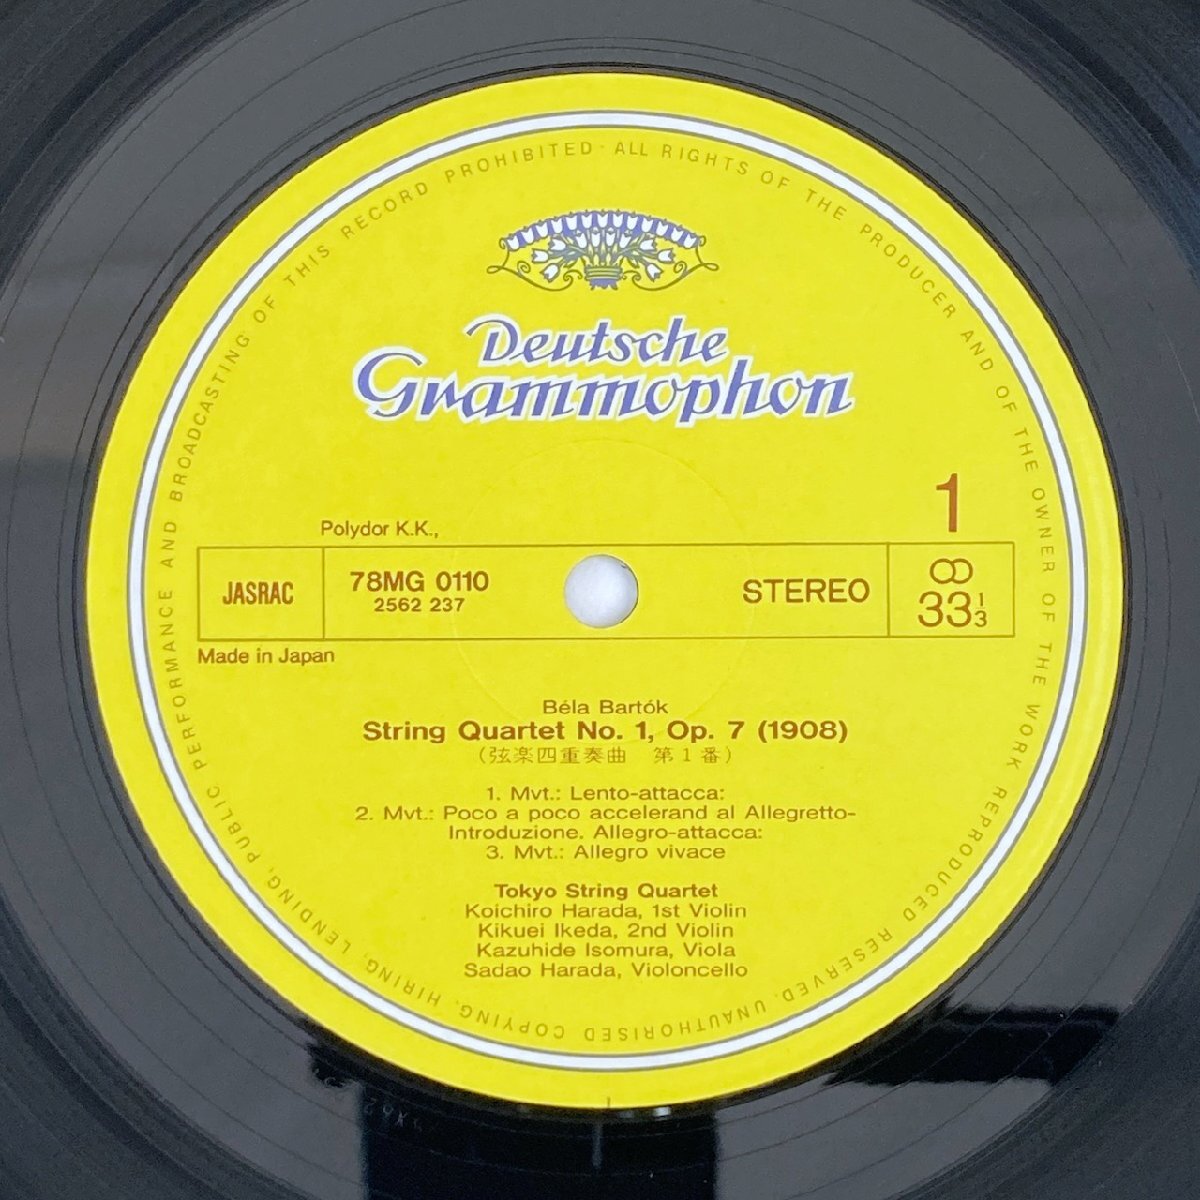 ALL RIGHTS OF THE PRODUCER AND OF THE OWNER OF THE WORK REPRODUCED RESERVED. UNAUTHORISED COPYING, HIRING, LENDING, PUBLIC PERFORMANCE AND BROADCASTING OF THIS RECORD PROHIBITED ·
Deutsche
Grammophon
1
Polydor K.K.,
JASRAC
78MG 0110
2562 237
STEREO
33 1/3
Made in Japan
Béla Bartók
String Quartet No. 1, Op. 7 (1908)
(弦楽四重奏曲　第1番)
1. Mvt.: Lento-attacca:
2. Mvt.: Poco a poco accelerand al Allegretto-
Introduzione. Allegro-attacca:
3. Mvt.: Allegro vivace
Tokyo String Quartet
Koichiro Harada, 1st Violin
Kikuei Ikeda, 2nd Violin
Kazuhide Isomura, Viola
Sadao Harada, Violoncello